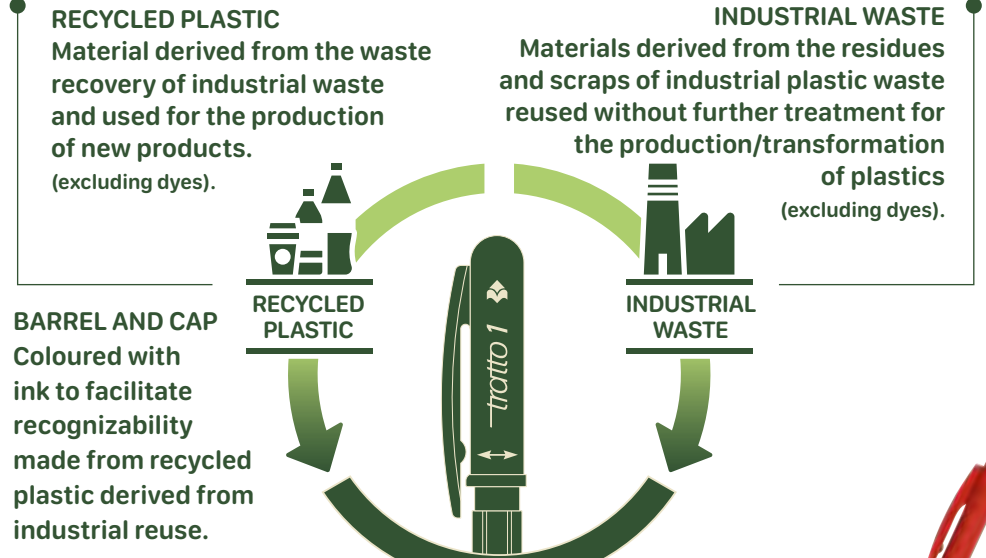 RECYCLED PLASTIC
Material derived from the waste
recovery of industrial waste
and used for the production
of new products.
(excluding dyes).
INDUSTRIAL WASTE
Materials derived from the residues
and scraps of industrial plastic waste
reused without further treatment for
the production/transformation
of plastics
(excluding dyes).
RECYCLED
PLASTIC
INDUSTRIAL
WASTE
BARREL AND CAP
Coloured with
ink to facilitate
recognizability
made from recycled
plastic derived from
industrial reuse.
tratto 1